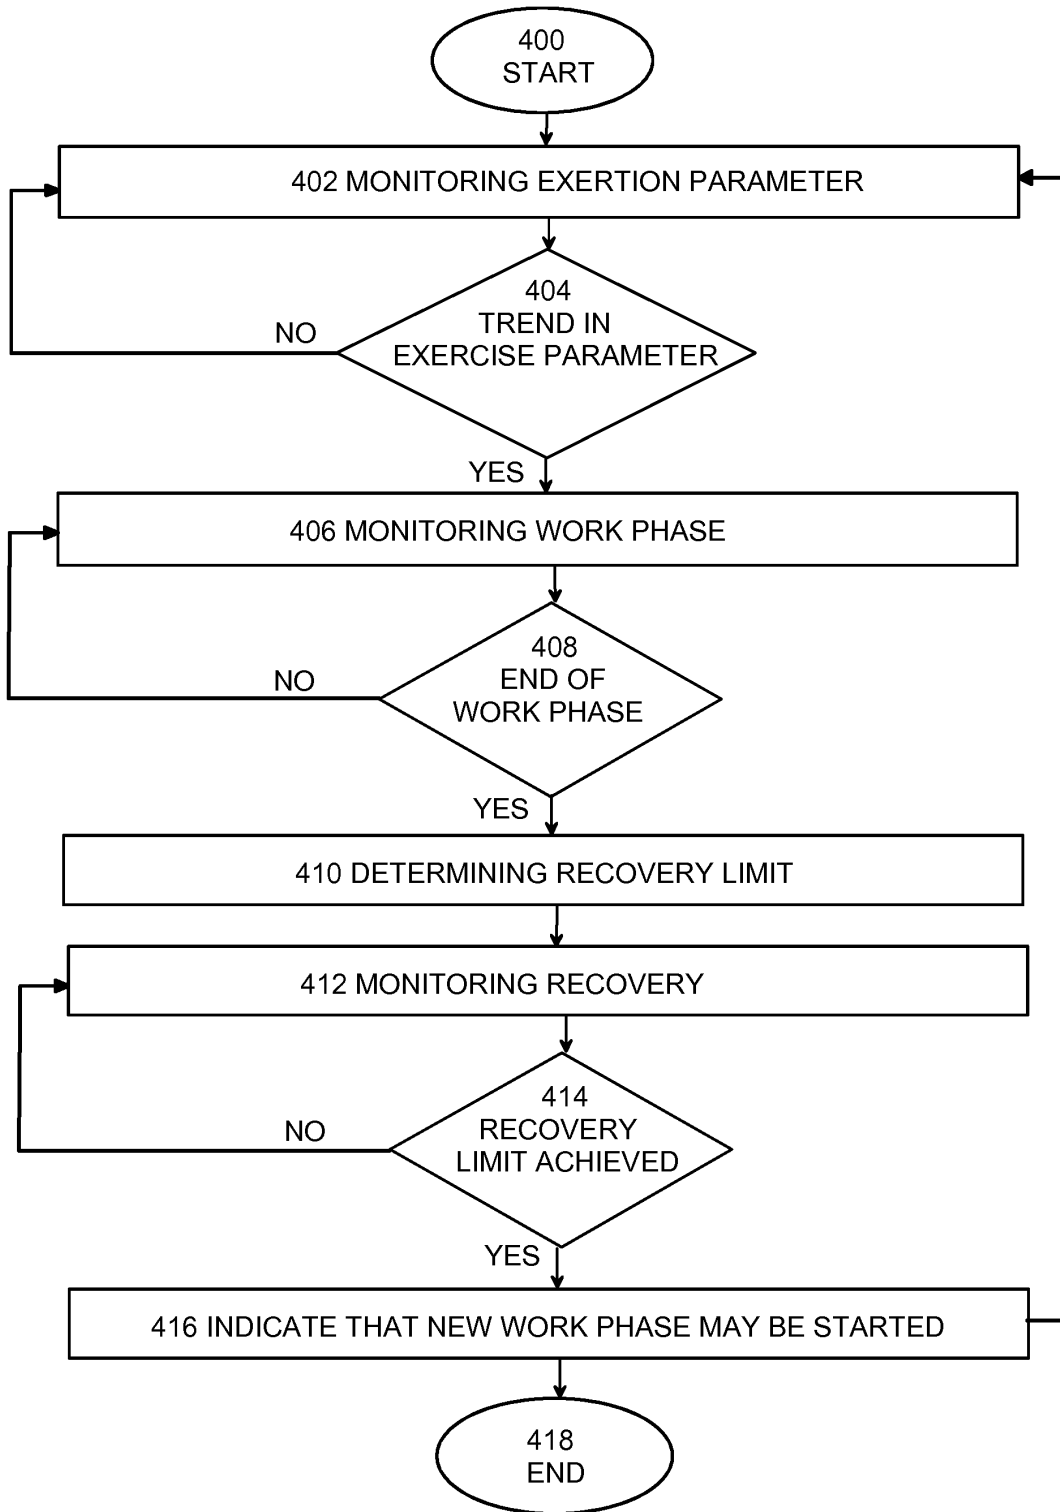 400
START
402 MONITORING EXERTION PARAMETER
404
TREND IN
EXERCISE PARAMETER
NO
YES
406 MONITORING WORK PHASE
408
END OF
WORK PHASE
NO
YES
410 DETERMINING RECOVERY LIMIT
412 MONITORING RECOVERY
414
RECOVERY
LIMIT ACHIEVED
NO
YES
416 INDICATE THAT NEW WORK PHASE MAY BE STARTED
418
END